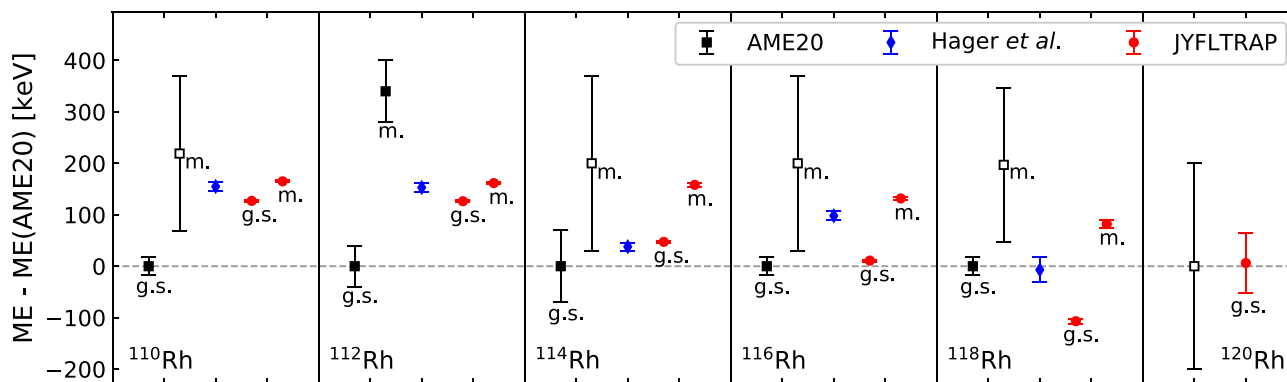 ME - ME(AME20) [keV]
400
300
200
100
0
−100
−200
AME20
Hager et al.
JYFLTRAP
g.s.
m.
g.s.
m.
¹¹⁰Rh
g.s.
m.
g.s.
m.
¹¹²Rh
g.s.
m.
g.s.
m.
¹¹⁴Rh
g.s.
m.
g.s.
m.
¹¹⁶Rh
g.s.
m.
g.s.
m.
¹¹⁸Rh
g.s.
¹²⁰Rh